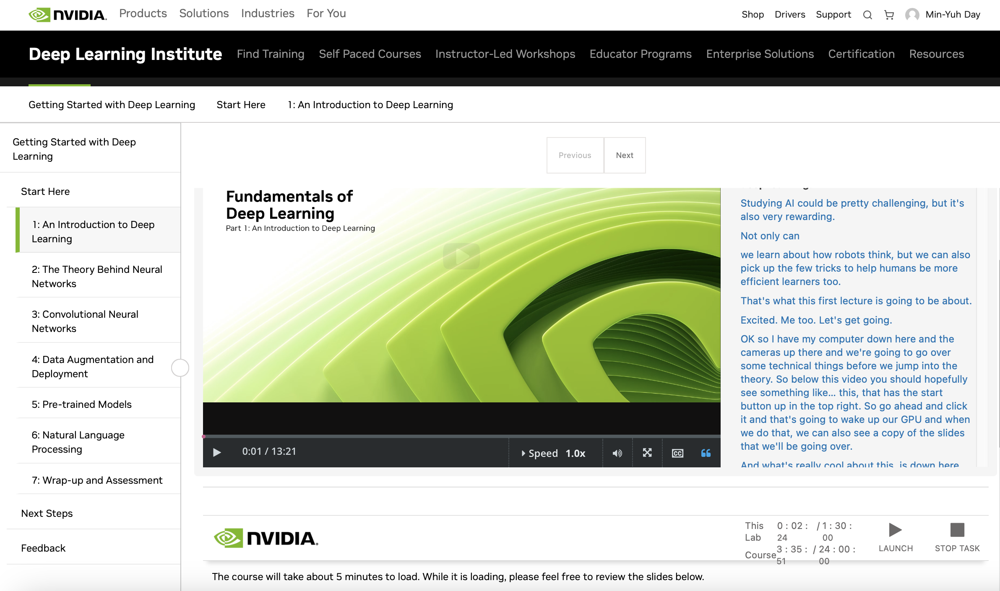 NVIDIA.
Products Solutions Industries For You
Shop Drivers Support Min-Yuh Day
Deep Learning Institute Find Training Self Paced Courses Instructor-Led Workshops Educator Programs Enterprise Solutions Certification Resources
Getting Started with Deep Learning Start Here 1: An Introduction to Deep Learning
Getting Started with Deep
Learning
Start Here
1: An Introduction to Deep
Learning
2: The Theory Behind Neural
Networks
3: Convolutional Neural
Networks
4: Data Augmentation and
Deployment
5: Pre-trained Models
6: Natural Language
Processing
7: Wrap-up and Assessment
Next Steps
Feedback
Previous Next
Fundamentals of
Deep Learning
Part 1: An Introduction to Deep Learning
0:01 / 13:21
Speed 1.0x
CC
Studying AI could be pretty challenging, but it's
also very rewarding.
Not only can
we learn about how robots think, but we can also
pick up the few tricks to help humans be more
efficient learners too.
That's what this first lecture is going to be about.
Excited. Me too. Let's get going.
OK so I have my computer down here and the
cameras up there and we're going to go over
some technical things before we jump into the
theory. So below this video you should hopefully
see something like... this, that has the start
button up in the top right. So go ahead and click
it and that's going to wake up our GPU and when
we do that, we can also see a copy of the slides
that we'll be going over.
And what's really cool about this, is down here
NVIDIA.
This 0 : 02 : / 1 : 30 :
Lab 24 00
Course 3 : 35 : / 24 : 00 :
51 00
LAUNCH
STOP TASK
The course will take about 5 minutes to load. While it is loading, please feel free to review the slides below.